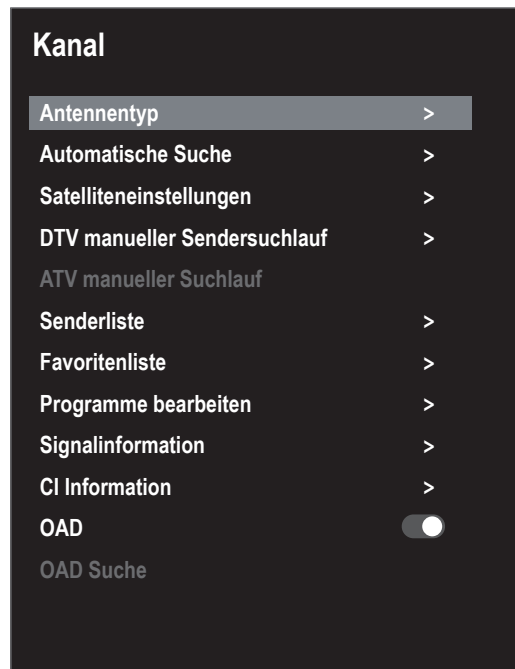 Kanal
Antennentyp >
Automatische Suche >
Satelliteneinstellungen >
DTV manueller Sendersuchlauf >
ATV manueller Suchlauf
Senderliste >
Favoritenliste >
Programme bearbeiten >
Signalinformation >
CI Information >
OAD
OAD Suche